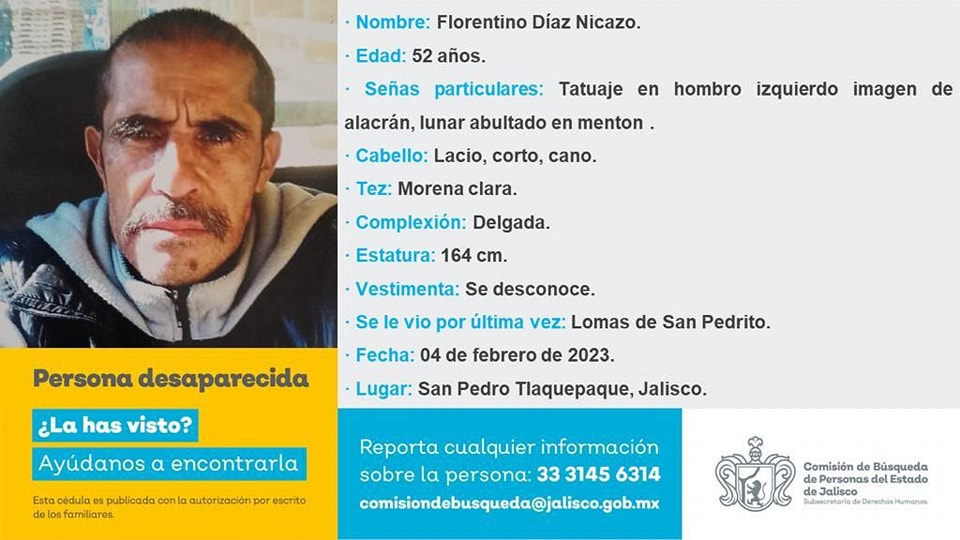 · Nombre: Florentino Díaz Nicazo.
· Edad: 52 años.
· Señas particulares: Tatuaje en hombro izquierdo imagen de
alacrán, lunar abultado en menton .
· Cabello: Lacio, corto, cano.
· Tez: Morena clara.
· Complexión: Delgada.
· Estatura: 164 cm.
· Vestimenta: Se desconoce.
· Se le vio por última vez: Lomas de San Pedrito.
· Fecha: 04 de febrero de 2023.
· Lugar: San Pedro Tlaquepaque, Jalisco.
Persona desaparecida
¿La has visto?
Ayúdanos a encontrarla
Esta cédula es publicada con la autorización por escrito
de los familiares.
Reporta cualquier información
sobre la persona: 33 3145 6314
comisiondebusqueda@jalisco.gob.mx
Comisión de Búsqueda
de Personas del Estado
de Jalisco
Subsecretaría de Derechos Humanos